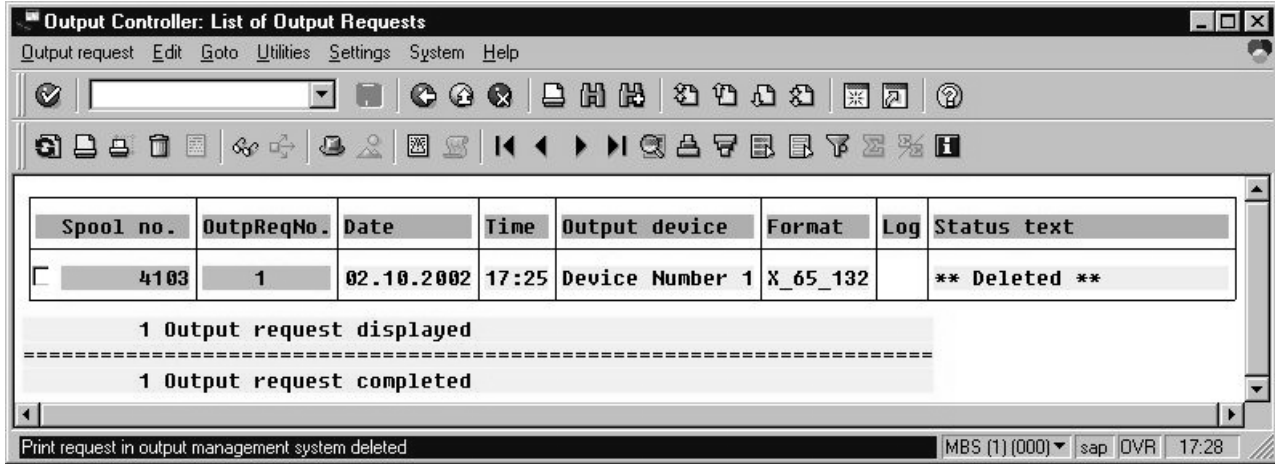 Output Controller: List of Output Requests
Output request Edit Goto Utilities Settings System Help
Spool no. OutpReqNo. Date Time Output device Format Log Status text
4103 1 02.10.2002 17:25 Device Number 1 X_65_132 ** Deleted **
1 Output request displayed
==========================================================================
1 Output request completed
Print request in output management system deleted MBS (1) (000) sap OVR 17:28